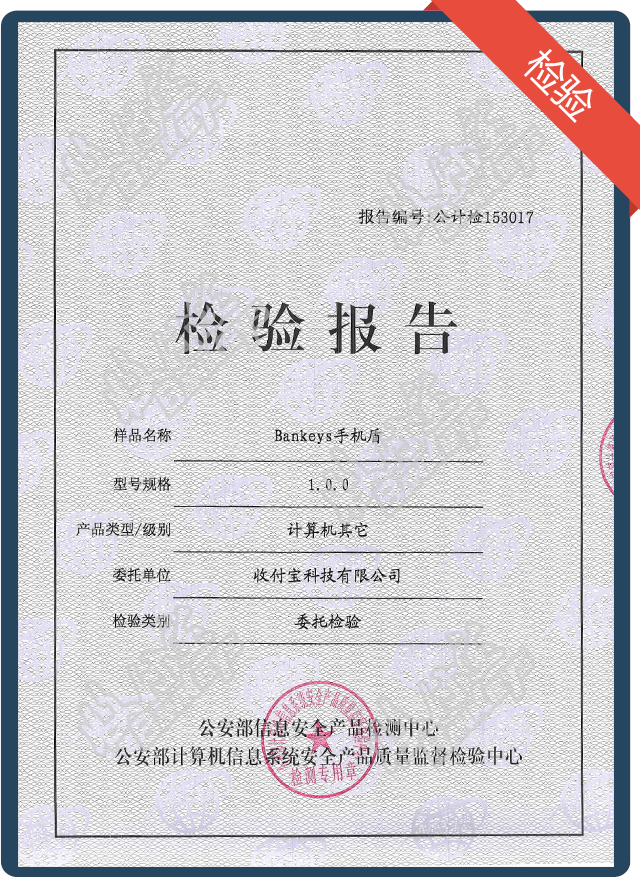 检验
报告编号:公计检153017
检验报告
样品名称 Bankeys手机盾
型号规格 1.0.0
产品类型/级别 计算机其它
委托单位 收付宝科技有限公司
检验类别 委托检验
公安部信息安全产品检测中心
公安部计算机信息系统安全产品质量监督检验中心
检测专用章